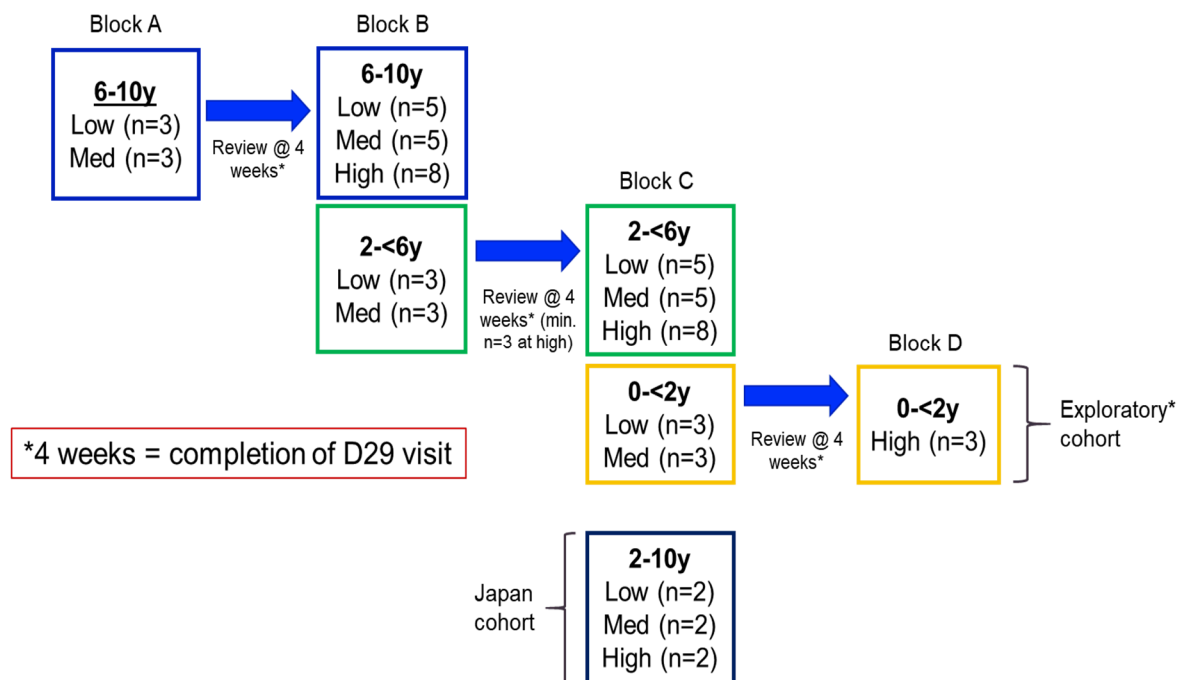 Block A
6-10y
Low (n=3)
Med (n=3)
Review @ 4
weeks*
Block B
6-10y
Low (n=5)
Med (n=5)
High (n=8)
2-<6y
Low (n=3)
Med (n=3)
Review @ 4
weeks* (min.
n=3 at high)
Block C
2-<6y
Low (n=5)
Med (n=5)
High (n=8)
0-<2y
Low (n=3)
Med (n=3)
Review @ 4
weeks*
Block D
0-<2y
High (n=3)
Exploratory*
cohort
*4 weeks = completion of D29 visit
Japan
cohort
2-10y
Low (n=2)
Med (n=2)
High (n=2)